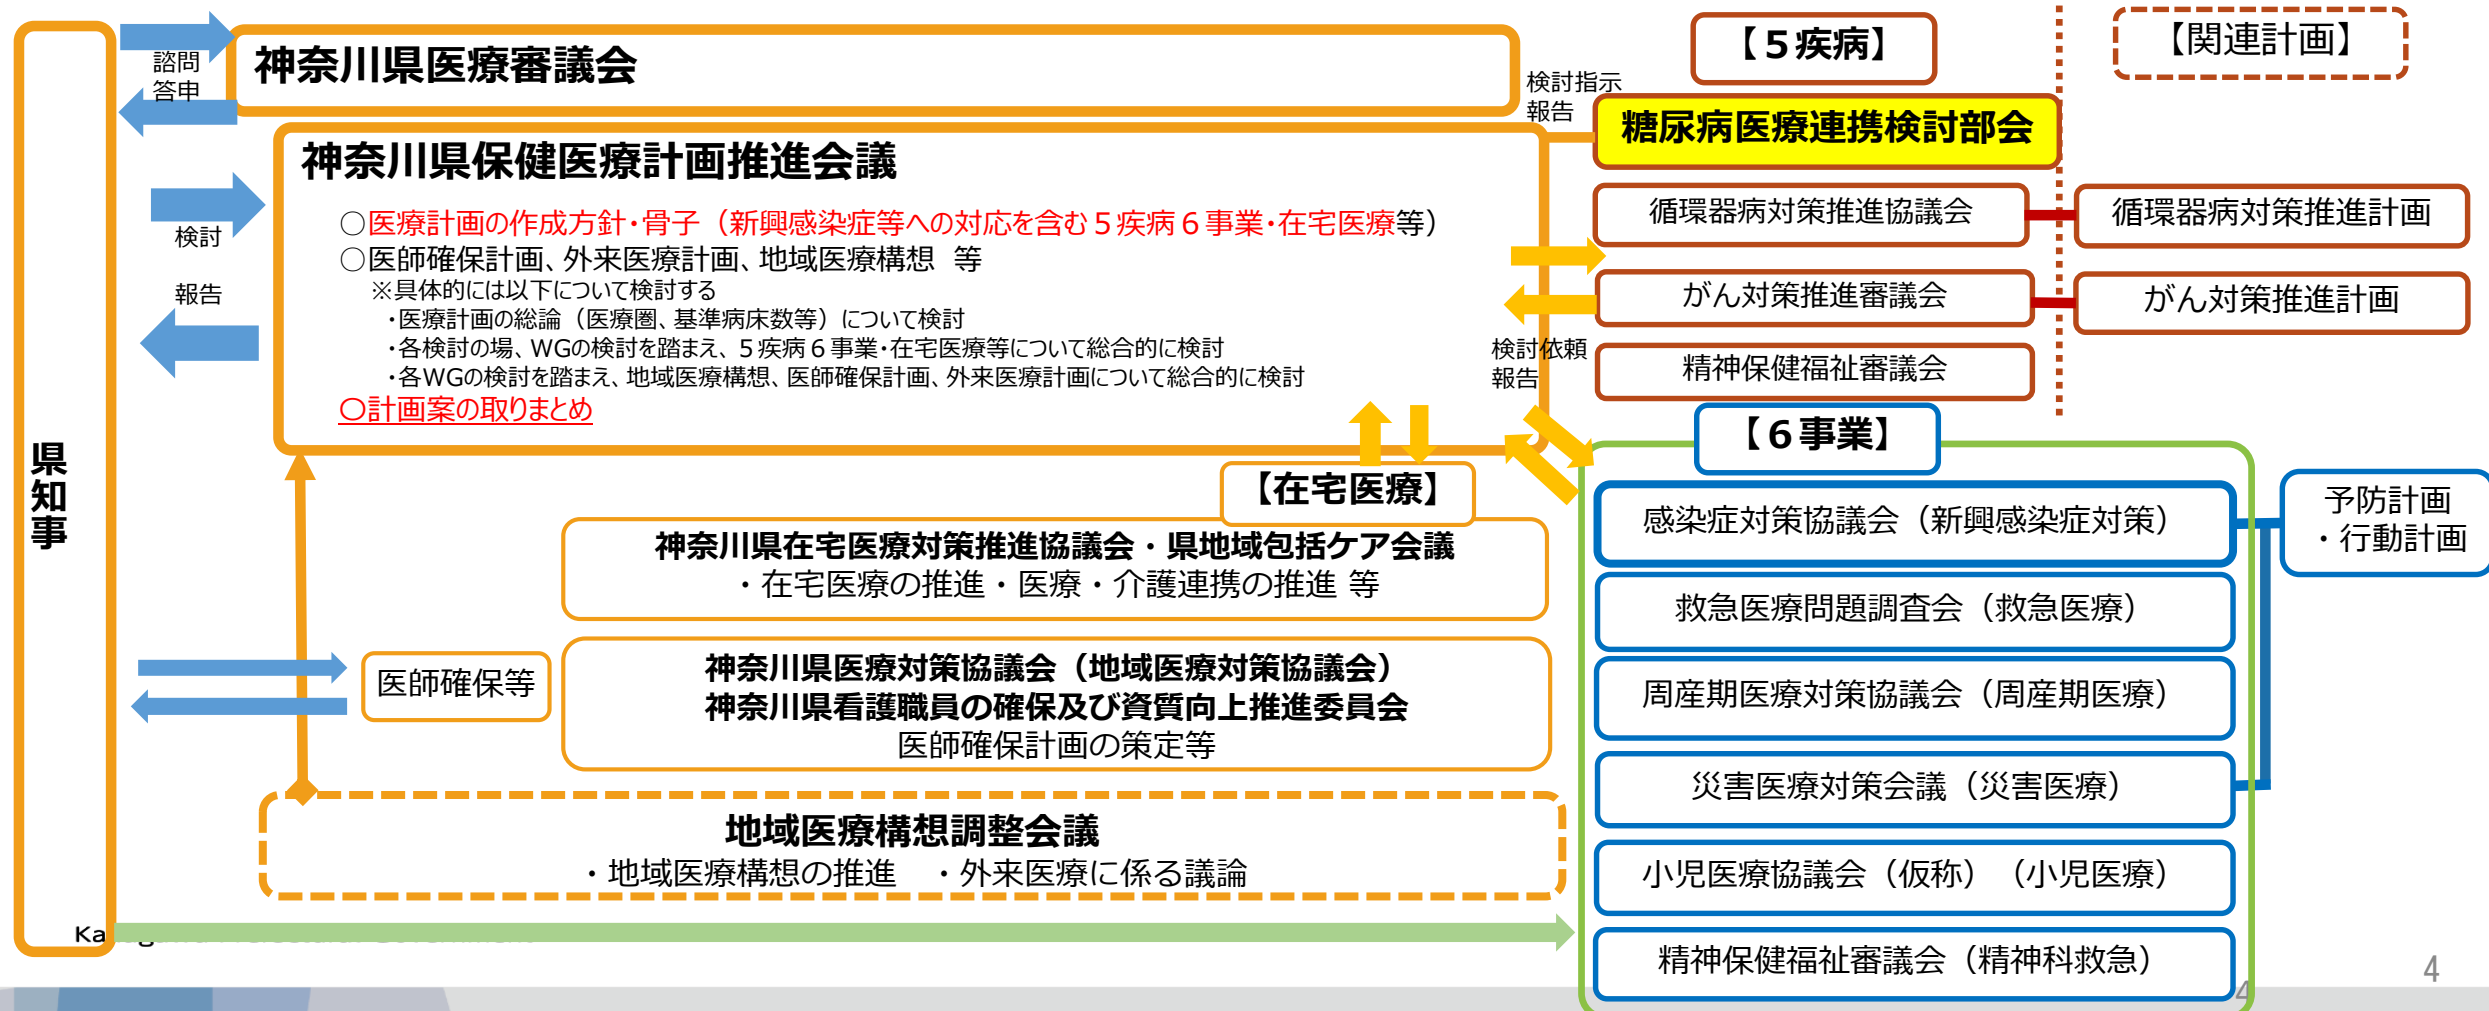 諮問
答申
神奈川県医療審議会
検討指示
報告
【５疾病】
【関連計画】
糖尿病医療連携検討部会
神奈川県保健医療計画推進会議
検討
報告
○医療計画の作成方針・骨子（新興感染症等への対応を含む５疾病６事業・在宅医療等）
○医師確保計画、外来医療計画、地域医療構想 等
※具体的には以下について検討する
・医療計画の総論（医療圏、基準病床数等）について検討
・各検討の場、WGの検討を踏まえ、５疾病６事業・在宅医療等について総合的に検討
・各WGの検討を踏まえ、地域医療構想、医師確保計画、外来医療計画について総合的に検討
〇計画案の取りまとめ
循環器病対策推進協議会
循環器病対策推進計画
がん対策推進審議会
がん対策推進計画
検討依頼
報告
精神保健福祉審議会
県知事
【６事業】
【在宅医療】
神奈川県在宅医療対策推進協議会・県地域包括ケア会議
・在宅医療の推進・医療・介護連携の推進 等
感染症対策協議会（新興感染症対策）
予防計画
・行動計画
救急医療問題調査会（救急医療）
医師確保等
神奈川県医療対策協議会（地域医療対策協議会）
神奈川県看護職員の確保及び資質向上推進委員会
医師確保計画の策定等
周産期医療対策協議会（周産期医療）
災害医療対策会議（災害医療）
地域医療構想調整会議
・地域医療構想の推進　・外来医療に係る議論
小児医療協議会（仮称）（小児医療）
精神保健福祉審議会（精神科救急）
4
4